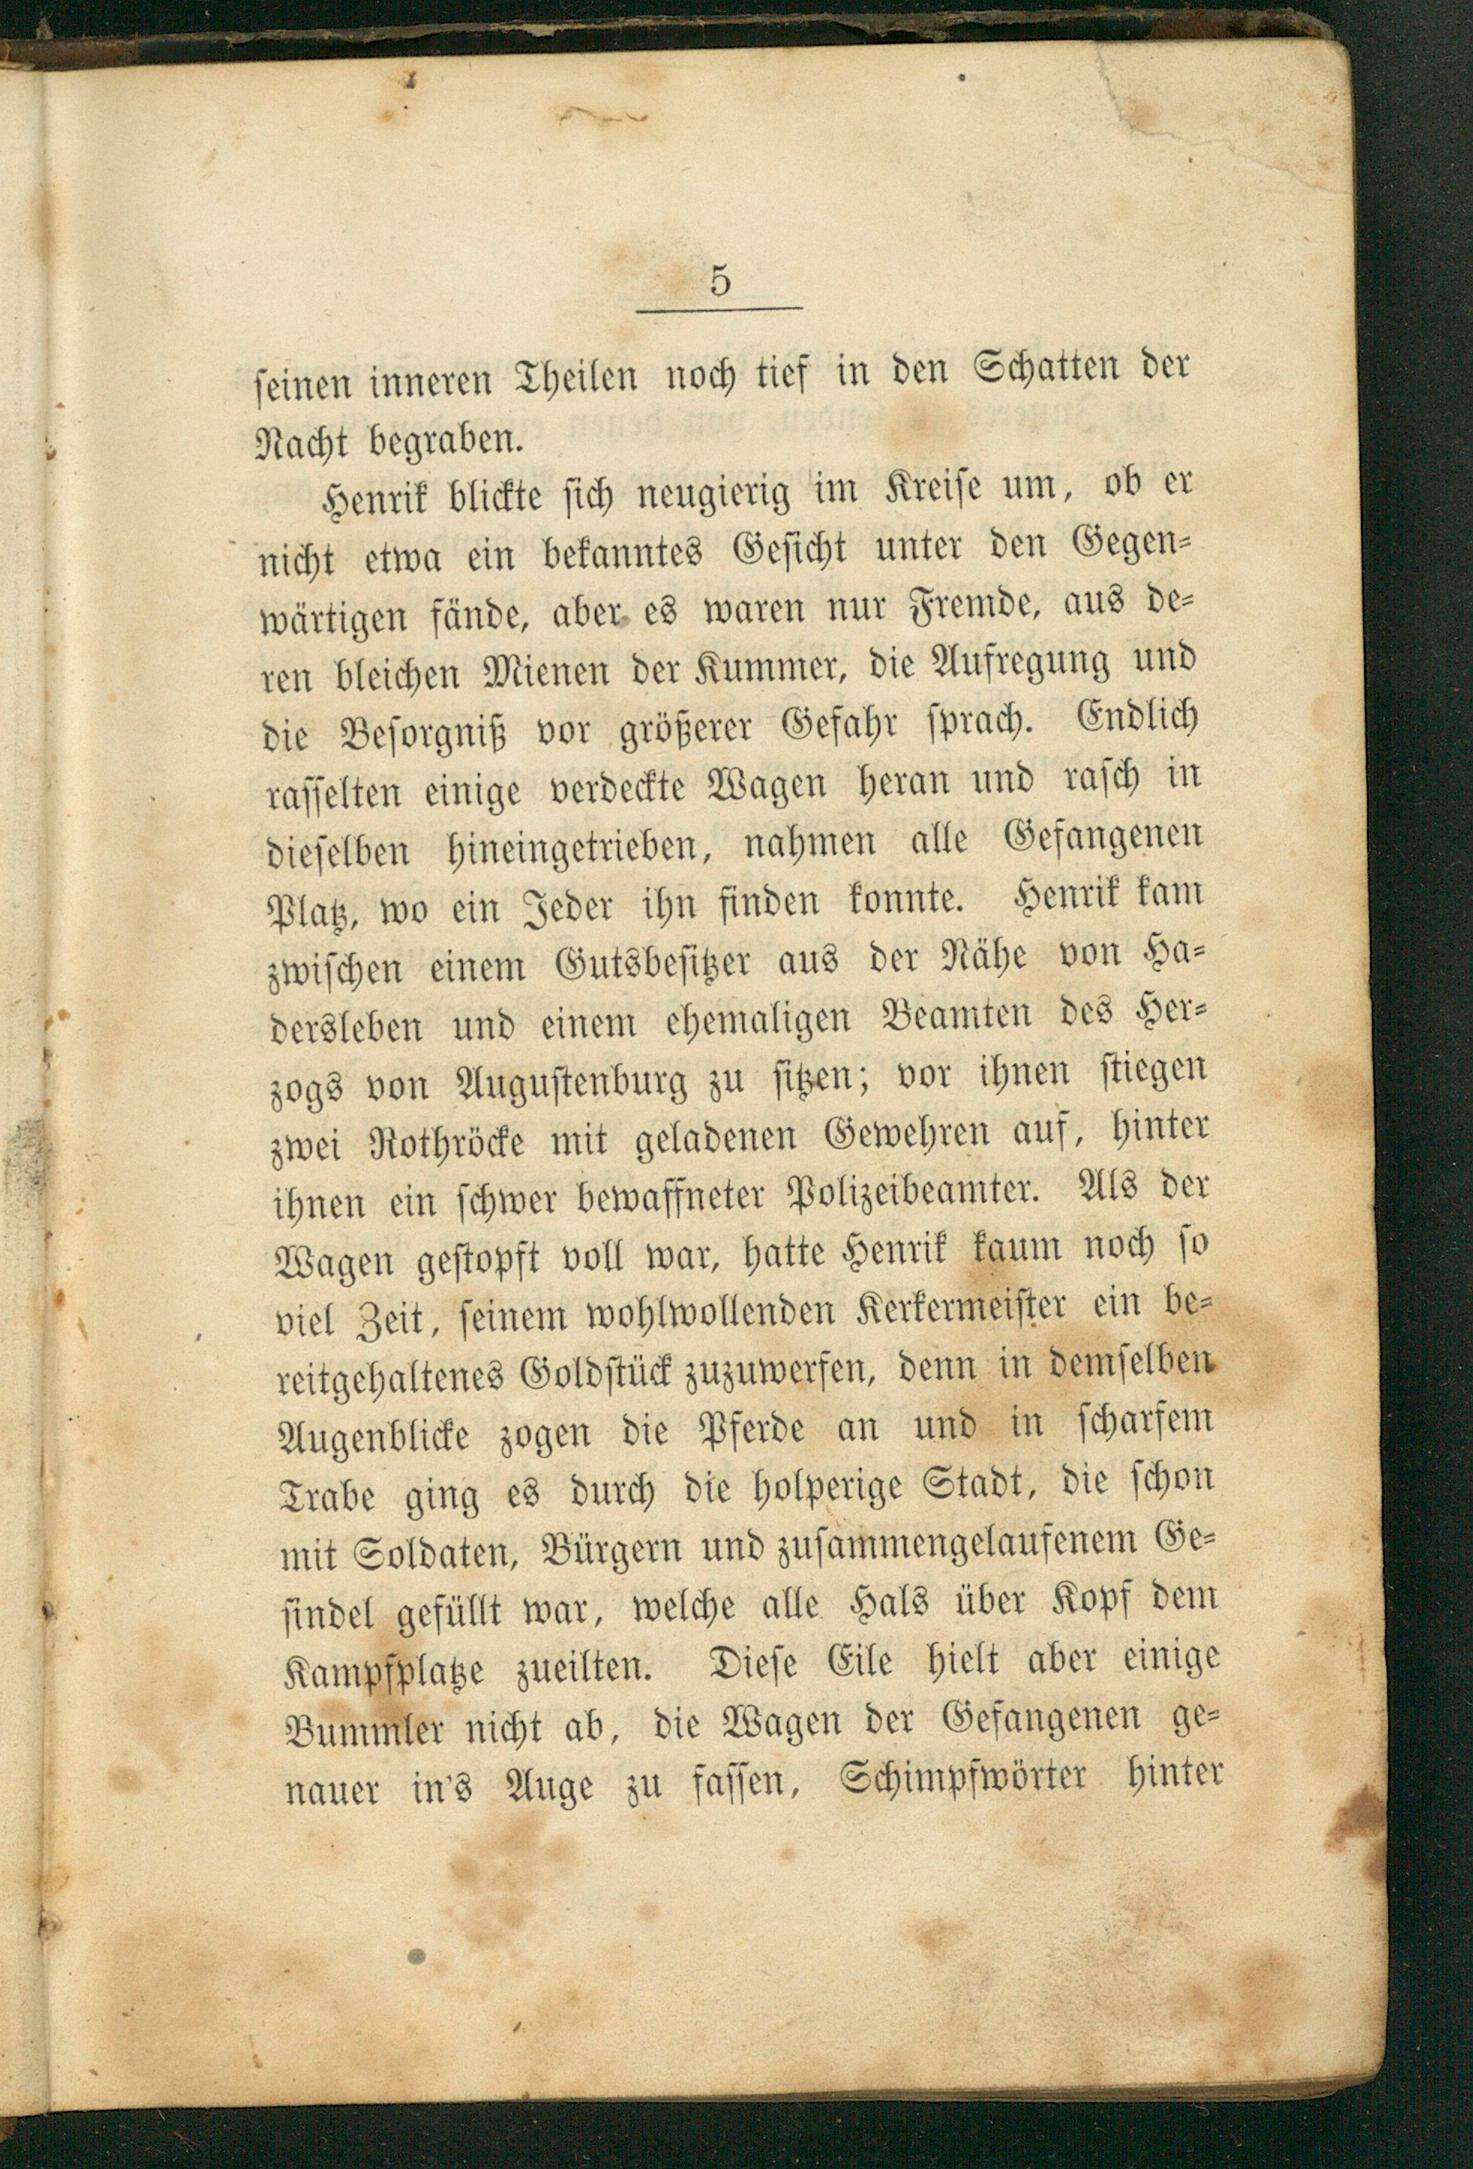 5
seinen inneren Theilen noch tief in den Schatten der
Nacht begraben.
Henrik blickte sich neugierig im Kreise um, ob er
nicht etwa ein bekanntes Gesicht unter den Gegen=
wärtigen fände, aber es waren nur Fremde, aus de=
ren bleichen Mienen der Kummer, die Aufregung und
die Besorgniß vor größerer Gefahr sprach. Endlich
rasselten einige verdeckte Wagen heran und rasch in
dieselben hineingetrieben, nahmen alle Gefangenen
Platz, wo ein Jeder ihn finden konnte. Henrik kam
zwischen einem Gutsbesitzer aus der Nähe von Ha=
dersleben und einem ehemaligen Beamten des Her=
zogs von Augustenburg zu sitzen; vor ihnen stiegen
zwei Rothröcke mit geladenen Gewehren auf, hinter
ihnen ein schwer bewaffneter Polizeibeamter. Als der
Wagen gestopft voll war, hatte Henrik kaum noch so
viel Zeit, seinem wohlwollenden Kerkermeister ein be=
reitgehaltenes Goldstück zuzuwerfen, denn in demselben
Augenblicke zogen die Pferde an und in scharfem
Trabe ging es durch die holperige Stadt, die schon
mit Soldaten, Bürgern und zusammengelaufenem Ge=
sindel gefüllt war, welche alle Hals über Kopf dem
Kampfplatze zueilten. Diese Eile hielt aber einige
Bummler nicht ab, die Wagen der Gefangenen ge=
nauer in's Auge zu fassen, Schimpfwörter hinter